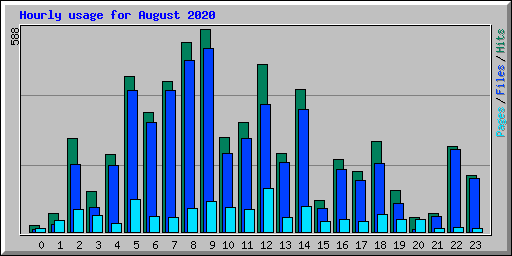 Hourly usage for August 2020
588
Pages / Files / Hits
0 1 2 3 4 5 6 7 8 9 10 11 12 13 14 15 16 17 18 19 20 21 22 23